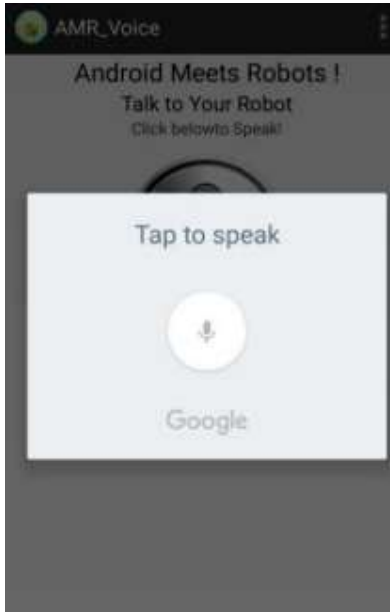 AMR_Voice
Android Meets Robots !
Talk to Your Robot
Click belowto Speak!
Tap to speak
Google